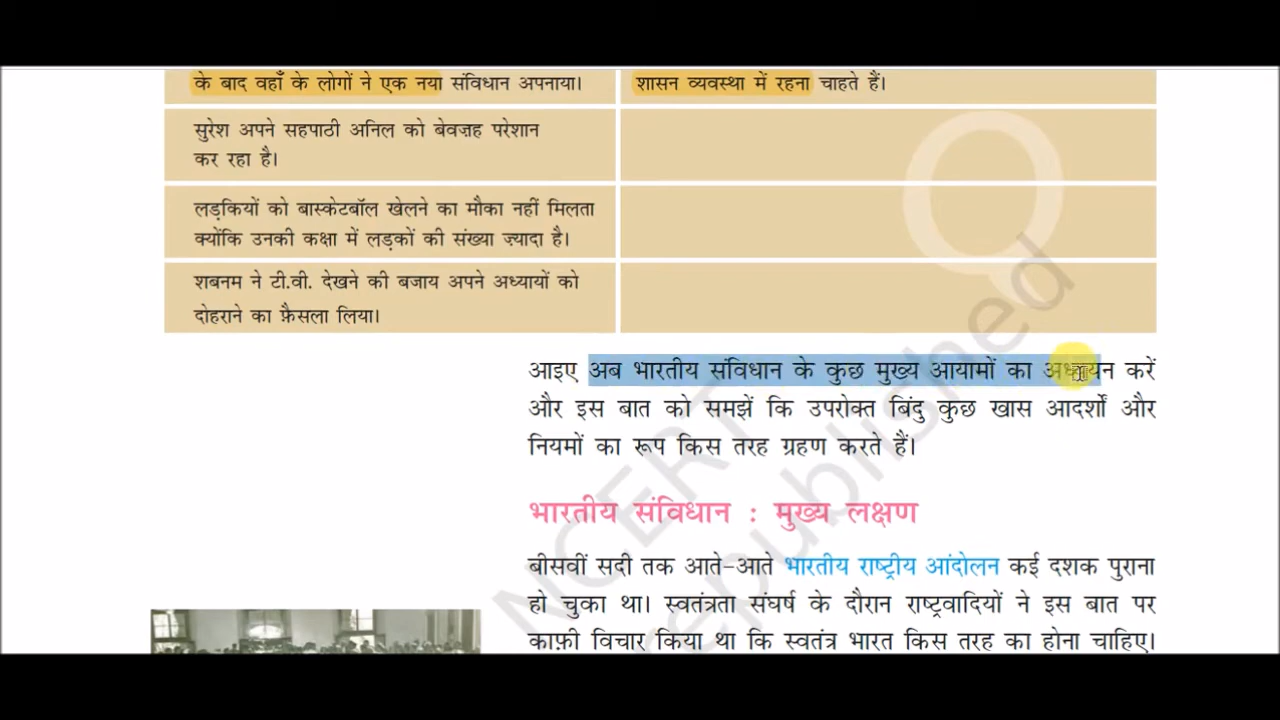 के बाद वहाँ के लोगों ने एक नया संविधान अपनाया।
शासन व्यवस्था में रहना चाहते हैं।
सुरेश अपने सहपाठी अनिल को बेवज़ह परेशान
कर रहा है।
लड़कियों को बास्केटबॉल खेलने का मौका नहीं मिलता
क्योंकि उनकी कक्षा में लड़कों की संख्या ज़्यादा है।
शबनम ने टी.वी. देखने की बजाय अपने अध्यायों को
दोहराने का फ़ैसला लिया।
आइए अब भारतीय संविधान के कुछ मुख्य आयामों का अध्ययन करें
और इस बात को समझें कि उपरोक्त बिंदु कुछ खास आदर्शों और
नियमों का रूप किस तरह ग्रहण करते हैं।
भारतीय संविधान : मुख्य लक्षण
बीसवीं सदी तक आते-आते भारतीय राष्ट्रीय आंदोलन कई दशक पुराना
हो चुका था। स्वतंत्रता संघर्ष के दौरान राष्ट्रवादियों ने इस बात पर
काफ़ी विचार किया था कि स्वतंत्र भारत किस तरह का होना चाहिए।
NCERT
republished